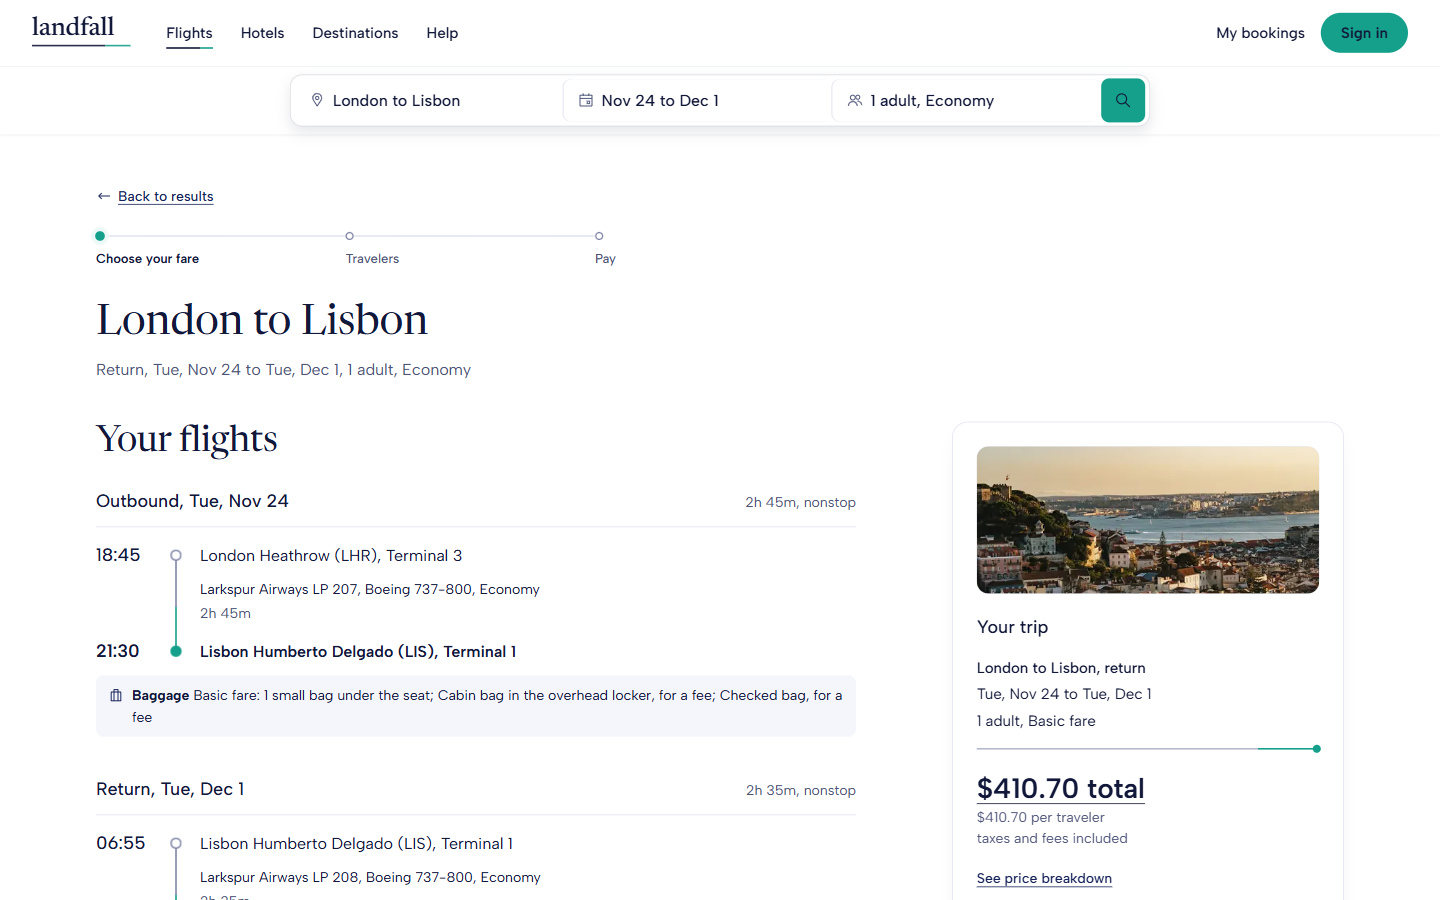 landfall
Flights
Hotels
Destinations
Help
My bookings
Sign in
London to Lisbon
Nov 24 to Dec 1
1 adult, Economy
Back to results
Choose your fare
Travelers
Pay
London to Lisbon
Return, Tue, Nov 24 to Tue, Dec 1, 1 adult, Economy
Your flights
Outbound, Tue, Nov 24
2h 45m, nonstop
18:45
London Heathrow (LHR), Terminal 3
Larkspur Airways LP 207, Boeing 737-800, Economy
2h 45m
21:30
Lisbon Humberto Delgado (LIS), Terminal 1
Baggage Basic fare: 1 small bag under the seat; Cabin bag in the overhead locker, for a fee; Checked bag, for a
fee
Return, Tue, Dec 1
2h 35m, nonstop
06:55
Lisbon Humberto Delgado (LIS), Terminal 1
Larkspur Airways LP 208, Boeing 737-800, Economy
2h 35m
Your trip
London to Lisbon, return
Tue, Nov 24 to Tue, Dec 1
1 adult, Basic fare
$410.70 total
$410.70 per traveler
taxes and fees included
See price breakdown